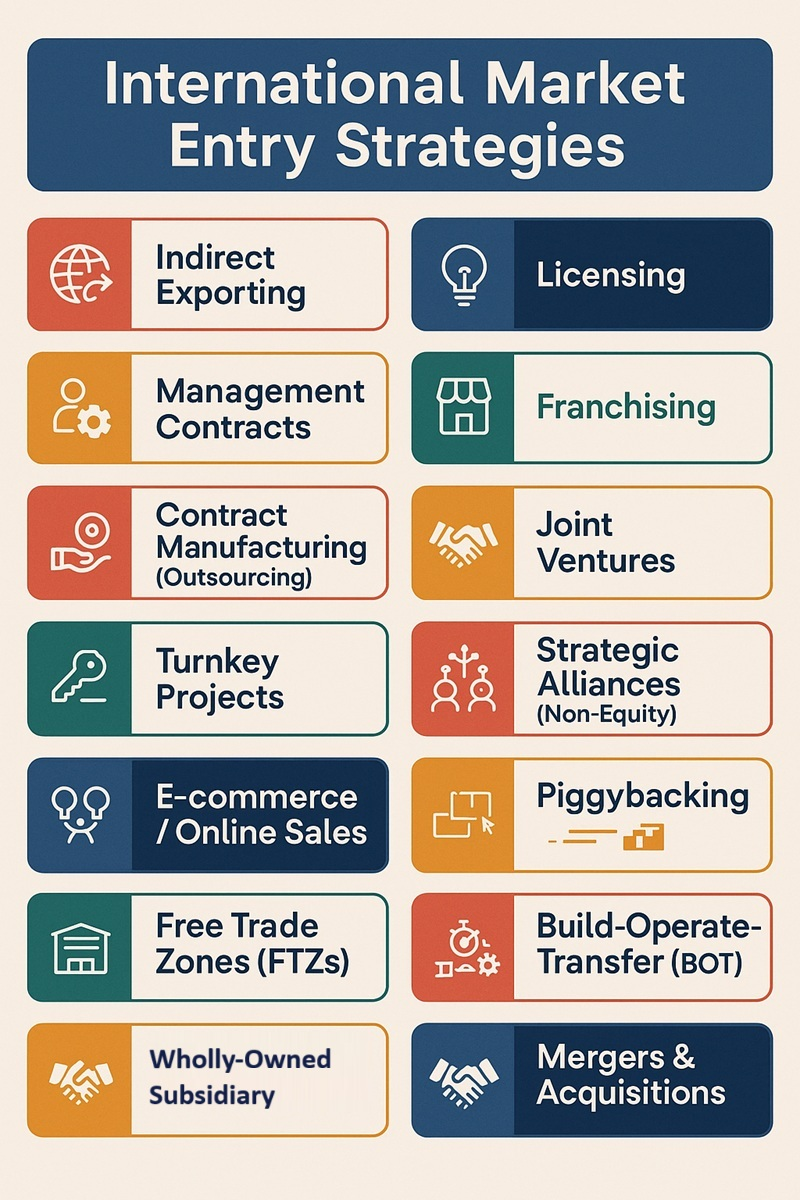 International Market
Entry Strategies
Indirect
Exporting
Licensing
Management
Contracts
Franchising
Contract
Manufacturing
(Outsourcing)
Joint
Ventures
Turnkey
Projects
Strategic
Alliances
(Non-Equity)
E-commerce
/ Online Sales
Piggybacking
Free Trade
Zones (FTZs)
Build-Operate-
Transfer (BOT)
Wholly-Owned
Subsidiary
Mergers &
Acquisitions